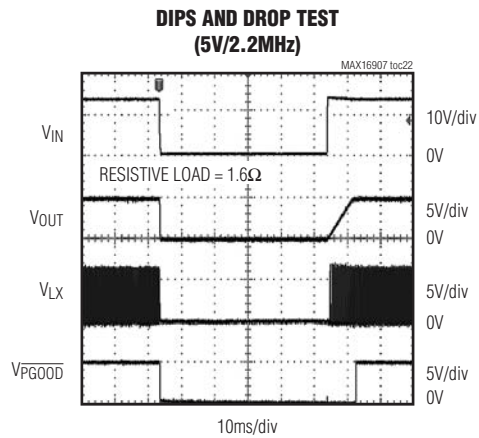 DIPS AND DROP TEST
(5V/2.2MHz)
MAX16907 toc22
VIN
10V/div
0V
RESISTIVE LOAD = 1.6Ω
VOUT
5V/div
0V
VLX
5V/div
0V
VPGOOD
5V/div
0V
10ms/div